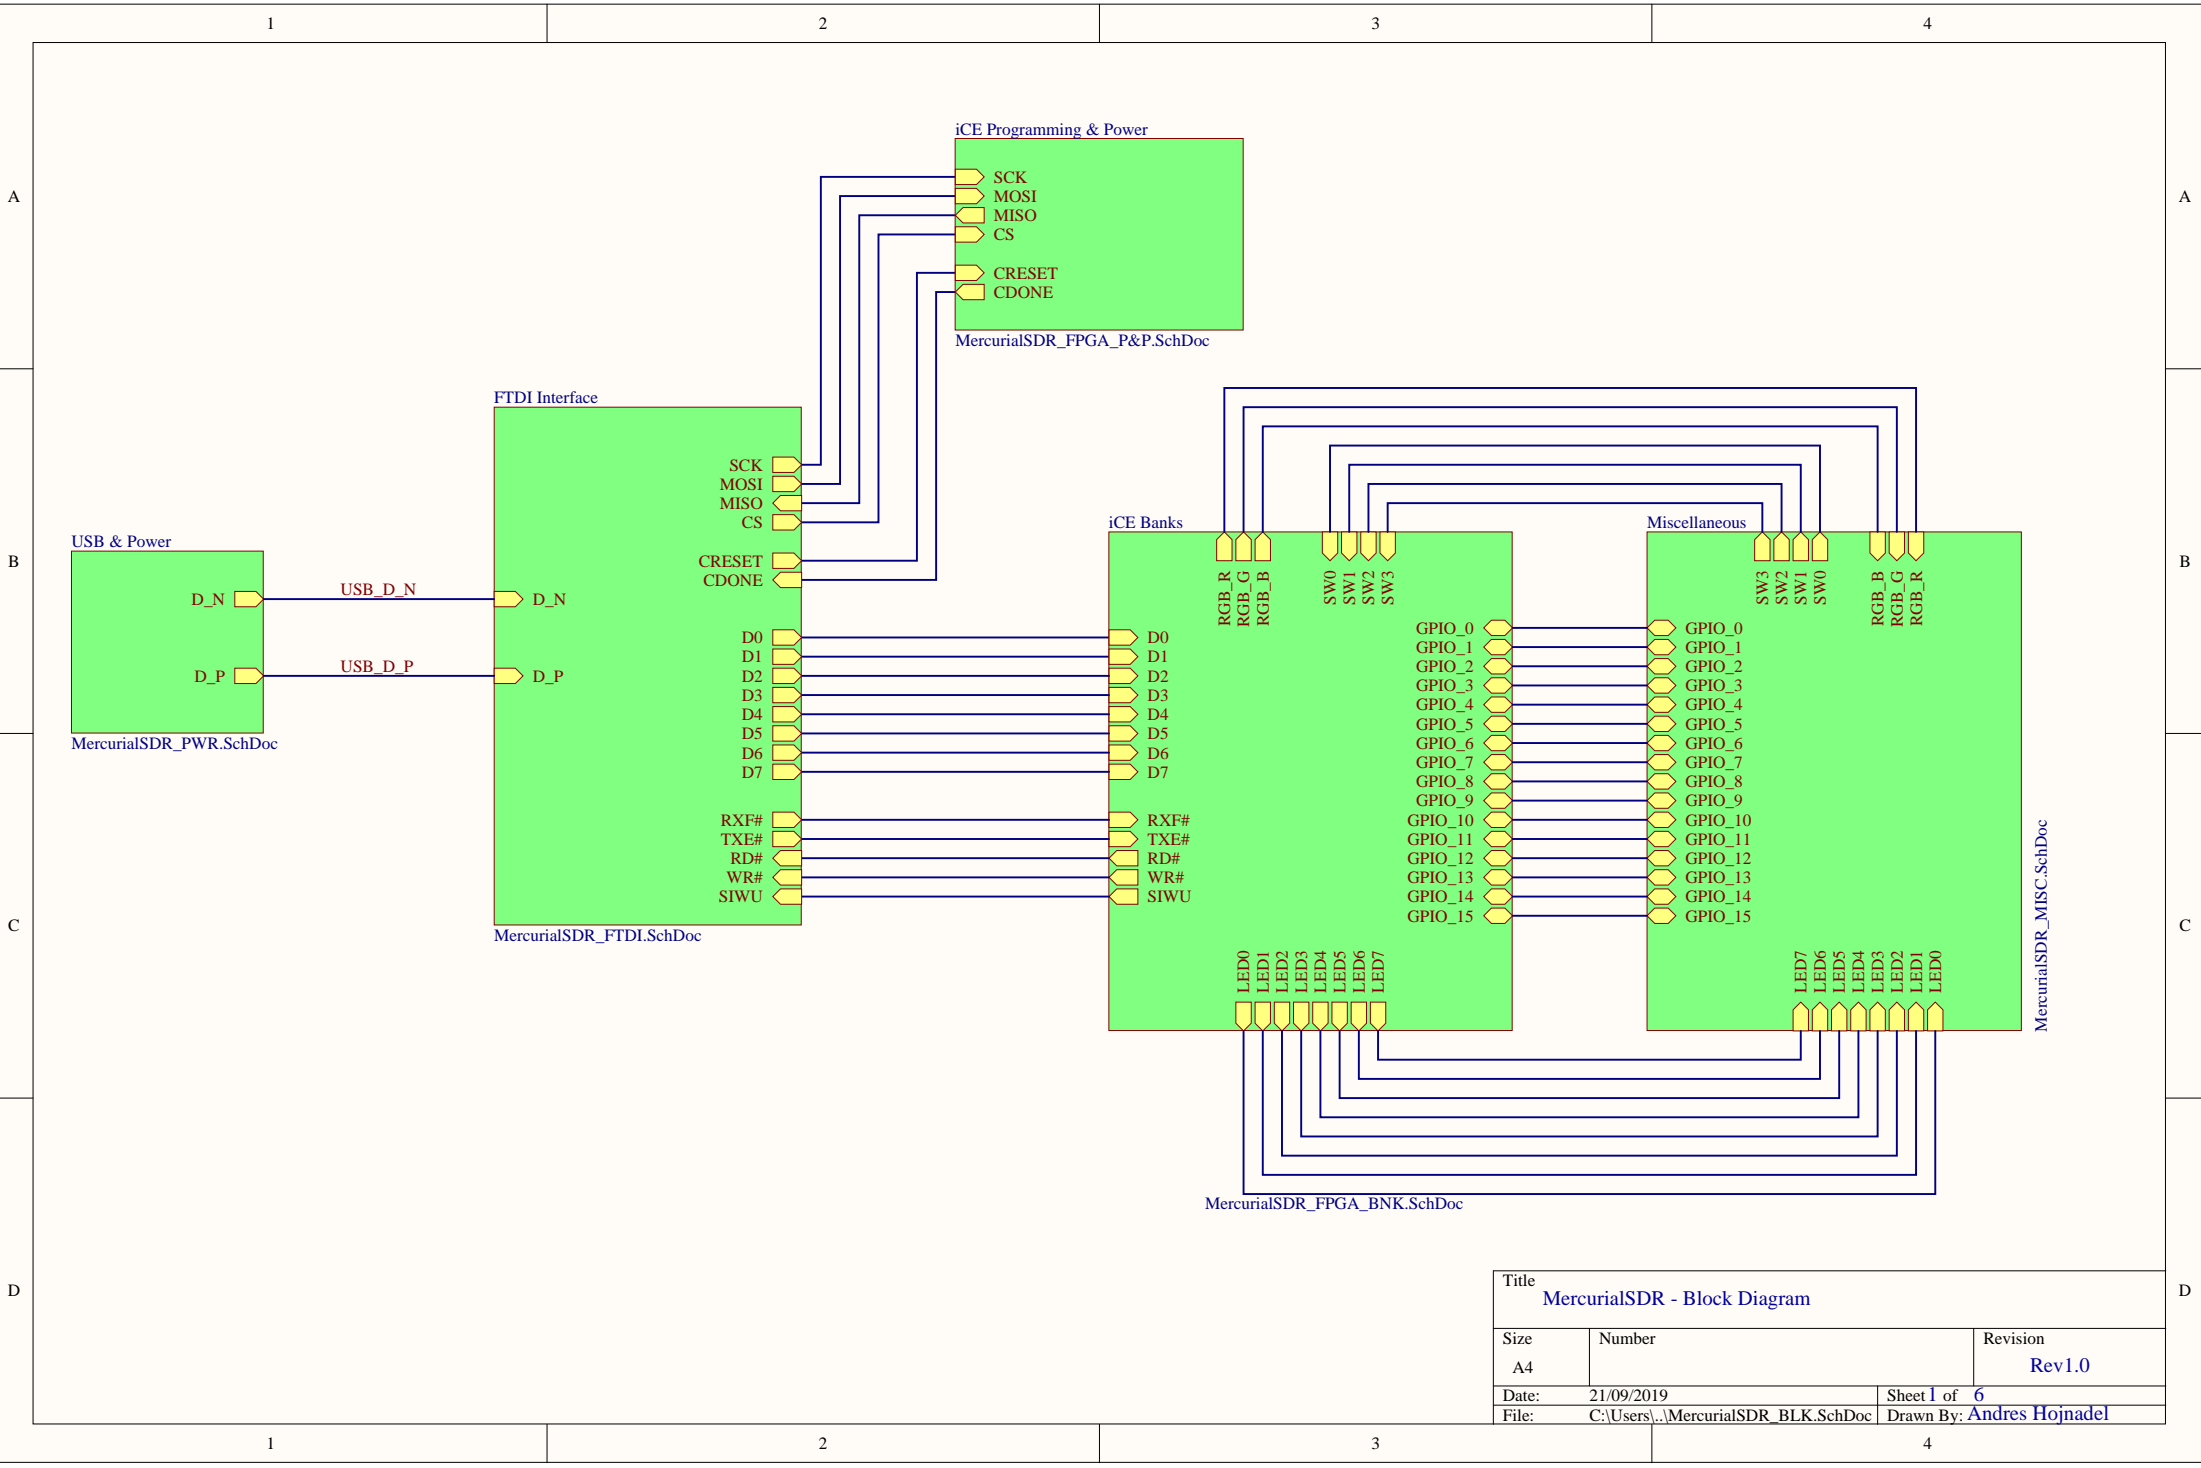 1 2 3 4
A A
B B
C C
D D
iCE Programming & Power
SCK
MOSI
MISO
CS
CRESET
CDONE
MercurialSDR_FPGA_P&P.SchDoc
USB & Power
D_N
D_P
MercurialSDR_PWR.SchDoc
USB_D_N
USB_D_P
FTDI Interface
D_N
D_P
SCK
MOSI
MISO
CS
CRESET
CDONE
D0
D1
D2
D3
D4
D5
D6
D7
RXF#
TXE#
RD#
WR#
SIWU
MercurialSDR_FTDI.SchDoc
iCE Banks
RGB_R
RGB_G
RGB_B
SW0
SW1
SW2
SW3
D0
D1
D2
D3
D4
D5
D6
D7
RXF#
TXE#
RD#
WR#
SIWU
GPIO_0
GPIO_1
GPIO_2
GPIO_3
GPIO_4
GPIO_5
GPIO_6
GPIO_7
GPIO_8
GPIO_9
GPIO_10
GPIO_11
GPIO_12
GPIO_13
GPIO_14
GPIO_15
LED0
LED1
LED2
LED3
LED4
LED5
LED6
LED7
MercurialSDR_FPGA_BNK.SchDoc
Miscellaneous
SW3
SW2
SW1
SW0
RGB_B
RGB_G
RGB_R
GPIO_0
GPIO_1
GPIO_2
GPIO_3
GPIO_4
GPIO_5
GPIO_6
GPIO_7
GPIO_8
GPIO_9
GPIO_10
GPIO_11
GPIO_12
GPIO_13
GPIO_14
GPIO_15
LED7
LED6
LED5
LED4
LED3
LED2
LED1
LED0
MercurialSDR_MISC.SchDoc
Title
MercurialSDR - Block Diagram
Size Number Revision
A4 Rev1.0
Date: 21/09/2019 Sheet 1 of 6
File: C:\Users\..\MercurialSDR_BLK.SchDoc Drawn By: Andres Hojnadel
1 2 3 4